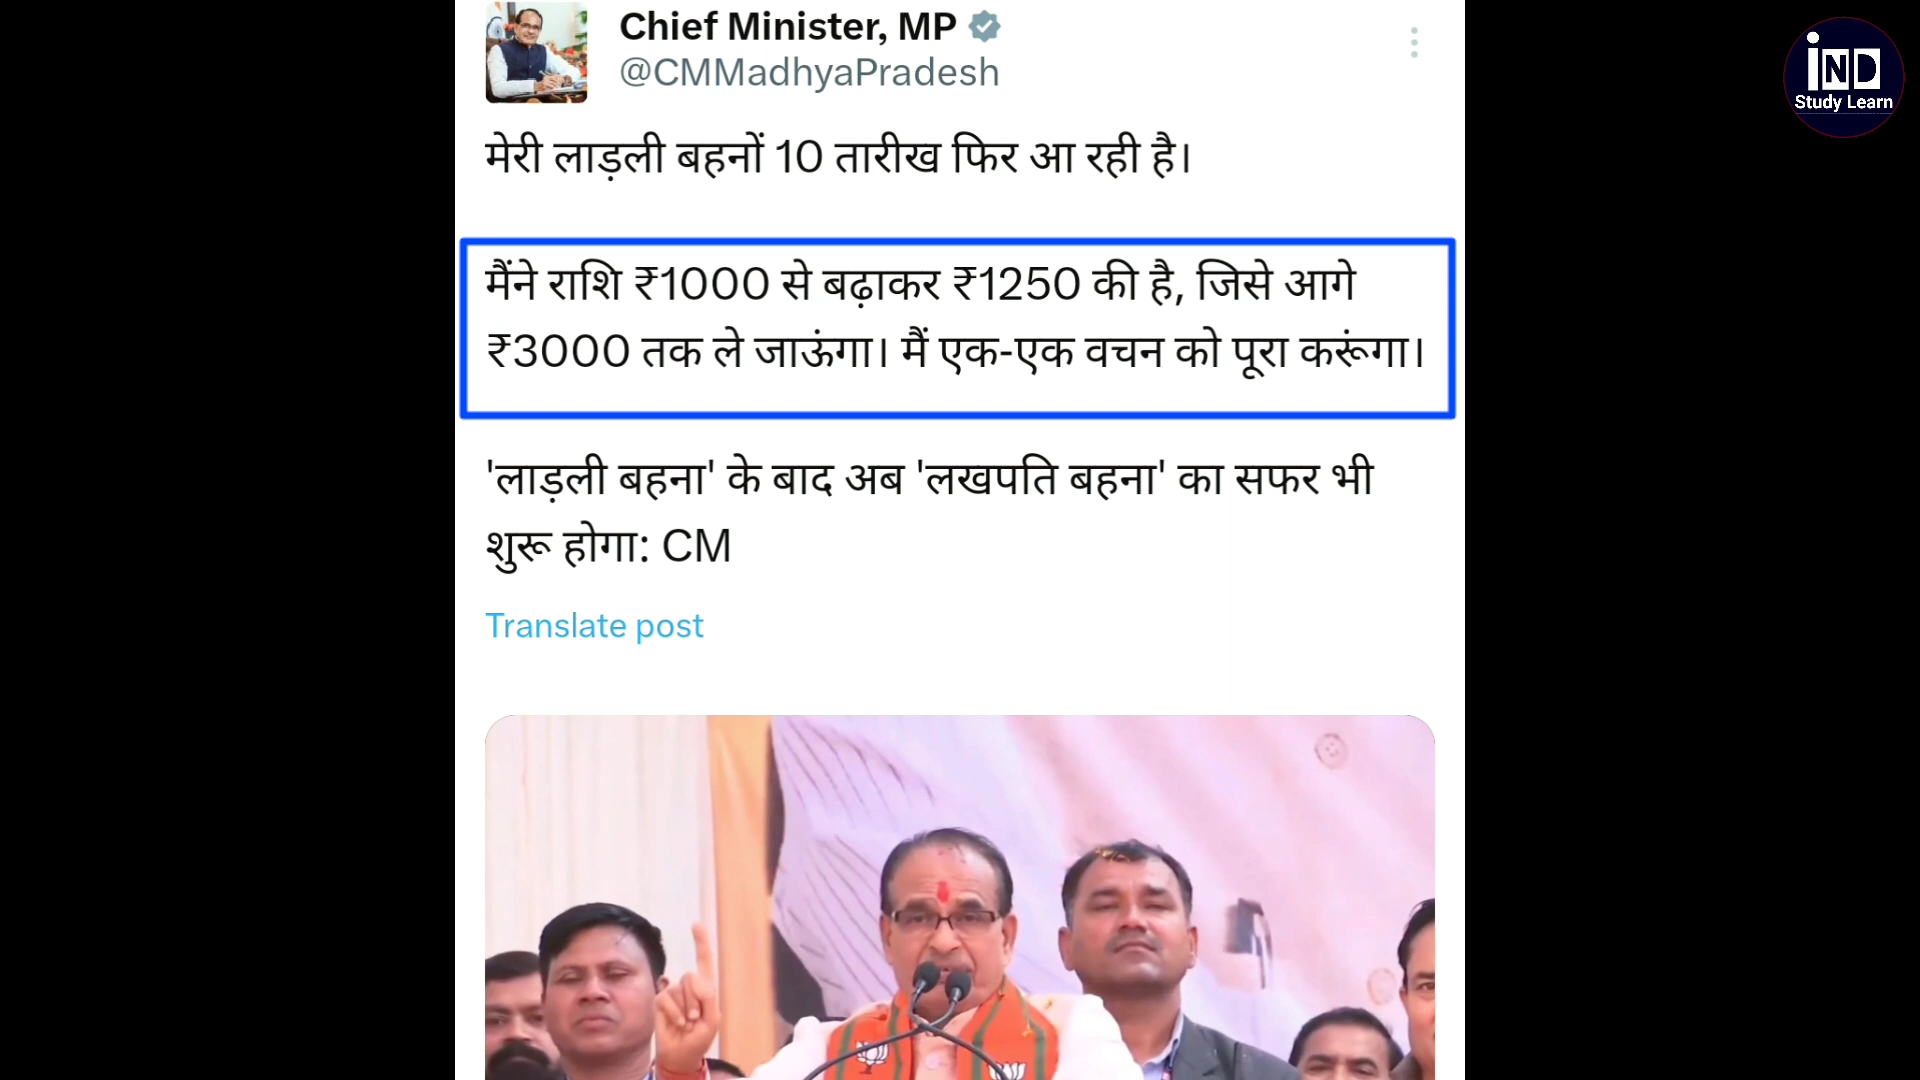 Chief Minister, MP
@CMMadhyaPradesh
iND
Study Learn
मेरी लाड़ली बहनों 10 तारीख फिर आ रही है।
मैंने राशि ₹1000 से बढ़ाकर ₹1250 की है, जिसे आगे
₹3000 तक ले जाऊंगा। मैं एक-एक वचन को पूरा करूंगा।
'लाड़ली बहना' के बाद अब 'लखपति बहना' का सफर भी
शुरू होगा: CM
Translate post